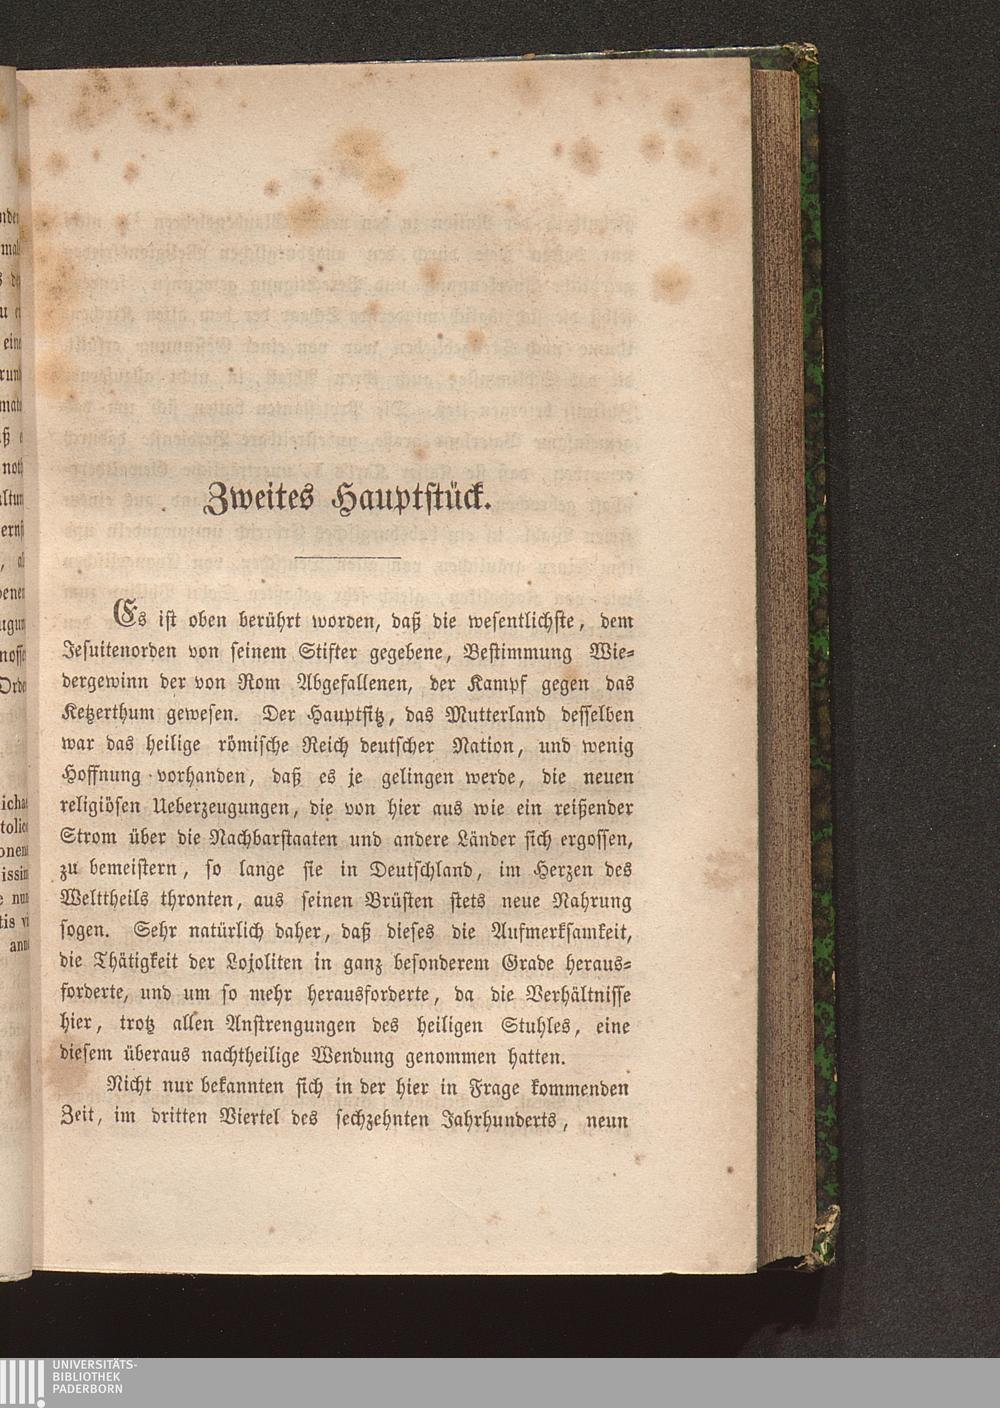 Zweites Hauptstück.
Es ist oben berührt worden, daß die wesentlichste, dem
Jesuitenorden von seinem Stifter gegebene, Bestimmung Wie-
dergewinn der von Rom Abgefallenen, der Kampf gegen das
Ketzerthum gewesen. Der Hauptsitz, das Mutterland desselben
war das heilige römische Reich deutscher Nation, und wenig
Hoffnung vorhanden, daß es je gelingen werde, die neuen
religiösen Ueberzeugungen, die von hier aus wie ein reißender
Strom über die Nachbarstaaten und andere Länder sich ergossen,
zu bemeistern, so lange sie in Deutschland, im Herzen des
Welttheils thronten, aus seinen Brüsten stets neue Nahrung
sogen. Sehr natürlich daher, daß dieses die Aufmerksamkeit,
die Thätigkeit der Lojoliten in ganz besonderem Grade heraus-
forderte, und um so mehr herausforderte, da die Verhältnisse
hier, trotz allen Anstrengungen des heiligen Stuhles, eine
diesem überaus nachtheilige Wendung genommen hatten.
Nicht nur bekannten sich in der hier in Frage kommenden
Zeit, im dritten Viertel des sechzehnten Jahrhunderts, neun
UNIVERSITÄTS-
BIBLIOTHEK
PADERBORN